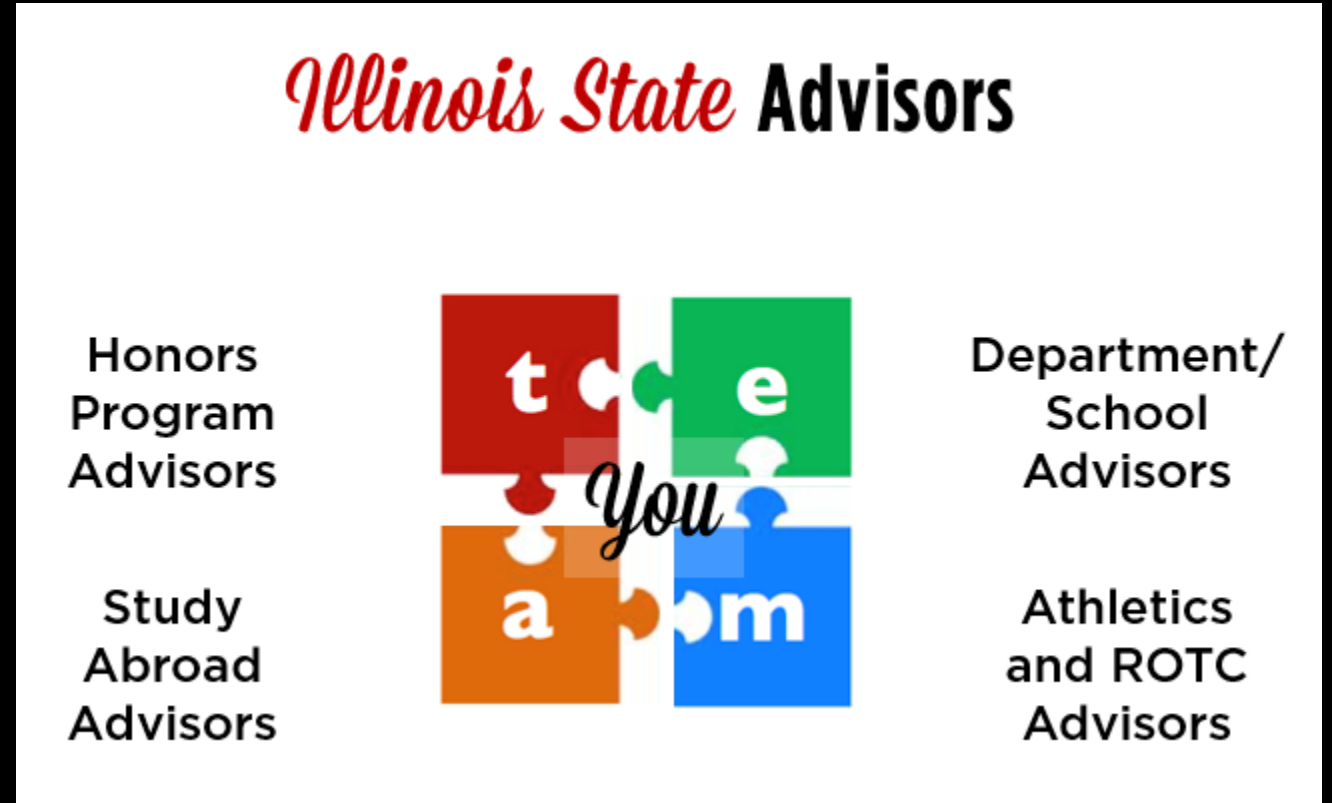 Illinois State Advisors
Honors
Program
Advisors
Study
Abroad
Advisors
t e
You
a m
Department/
School
Advisors
Athletics
and ROTC
Advisors